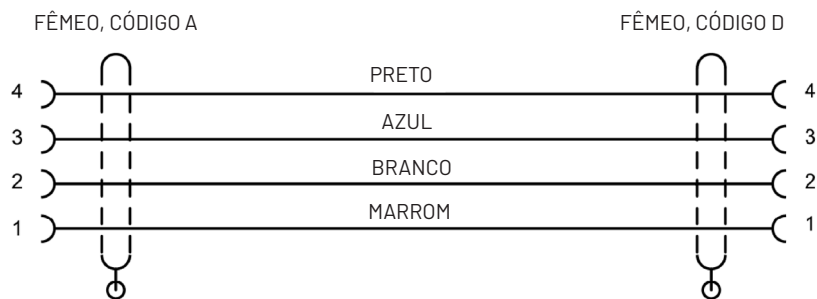 FÊMEO, CÓDIGO A FÊMEO, CÓDIGO D
4 PRETO 4
3 AZUL 3
2 BRANCO 2
1 MARROM 1